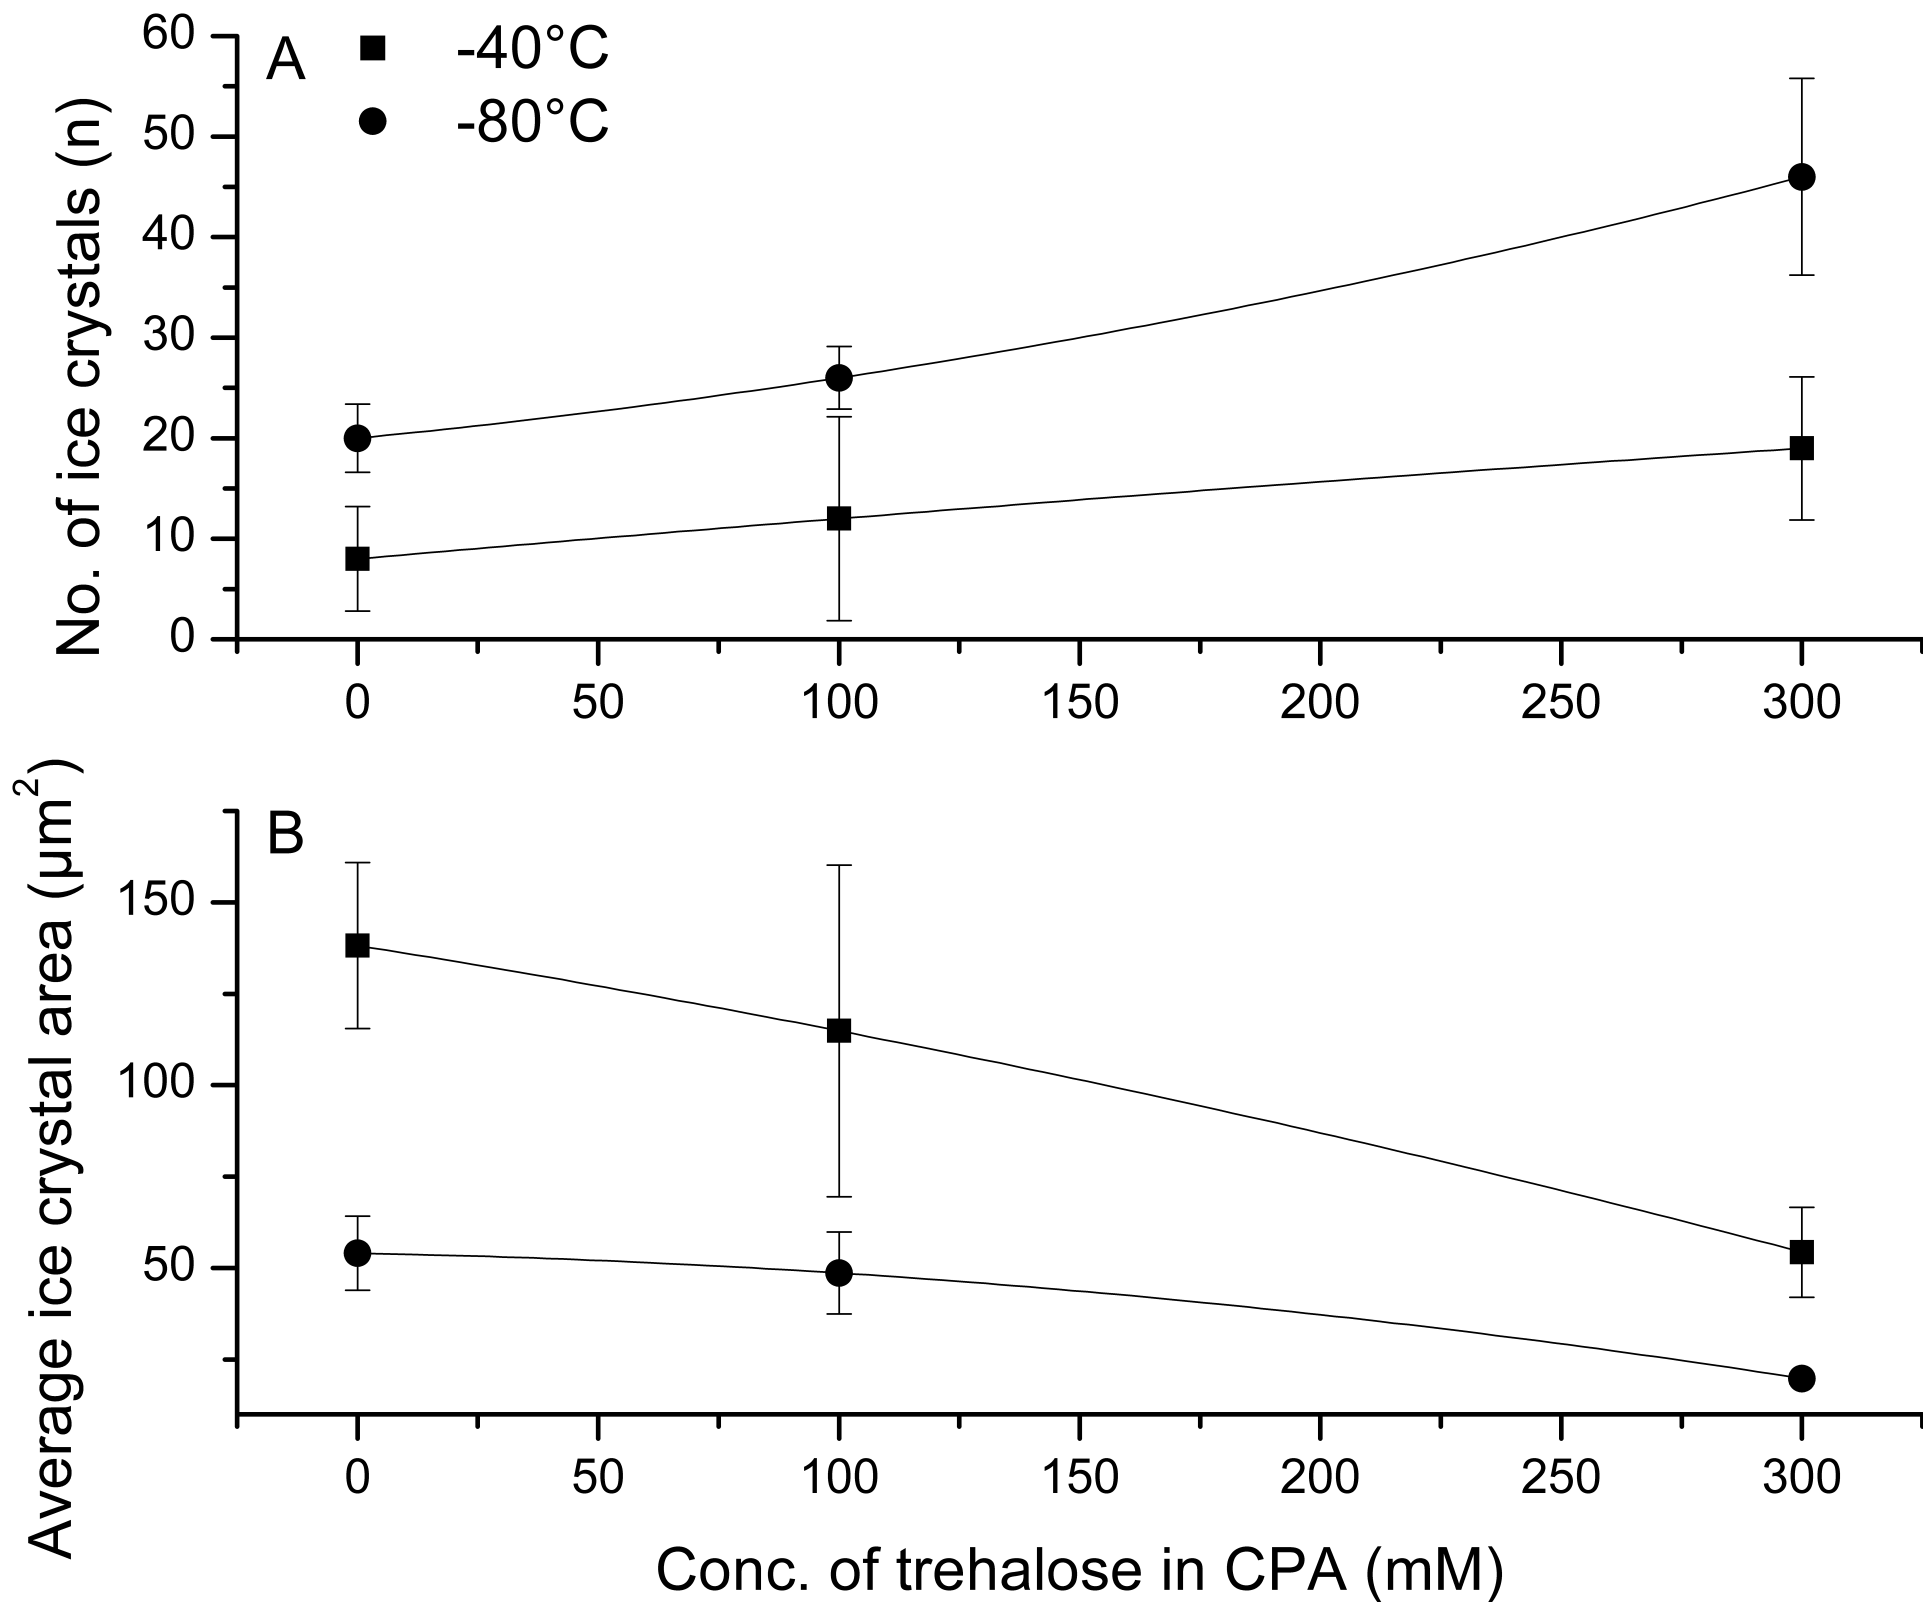 A
-40°C
-80°C
No. of ice crystals (n)
60
50
40
30
20
10
0
0 50 100 150 200 250 300
B
Average ice crystal area (µm²)
150
100
50
0 50 100 150 200 250 300
Conc. of trehalose in CPA (mM)